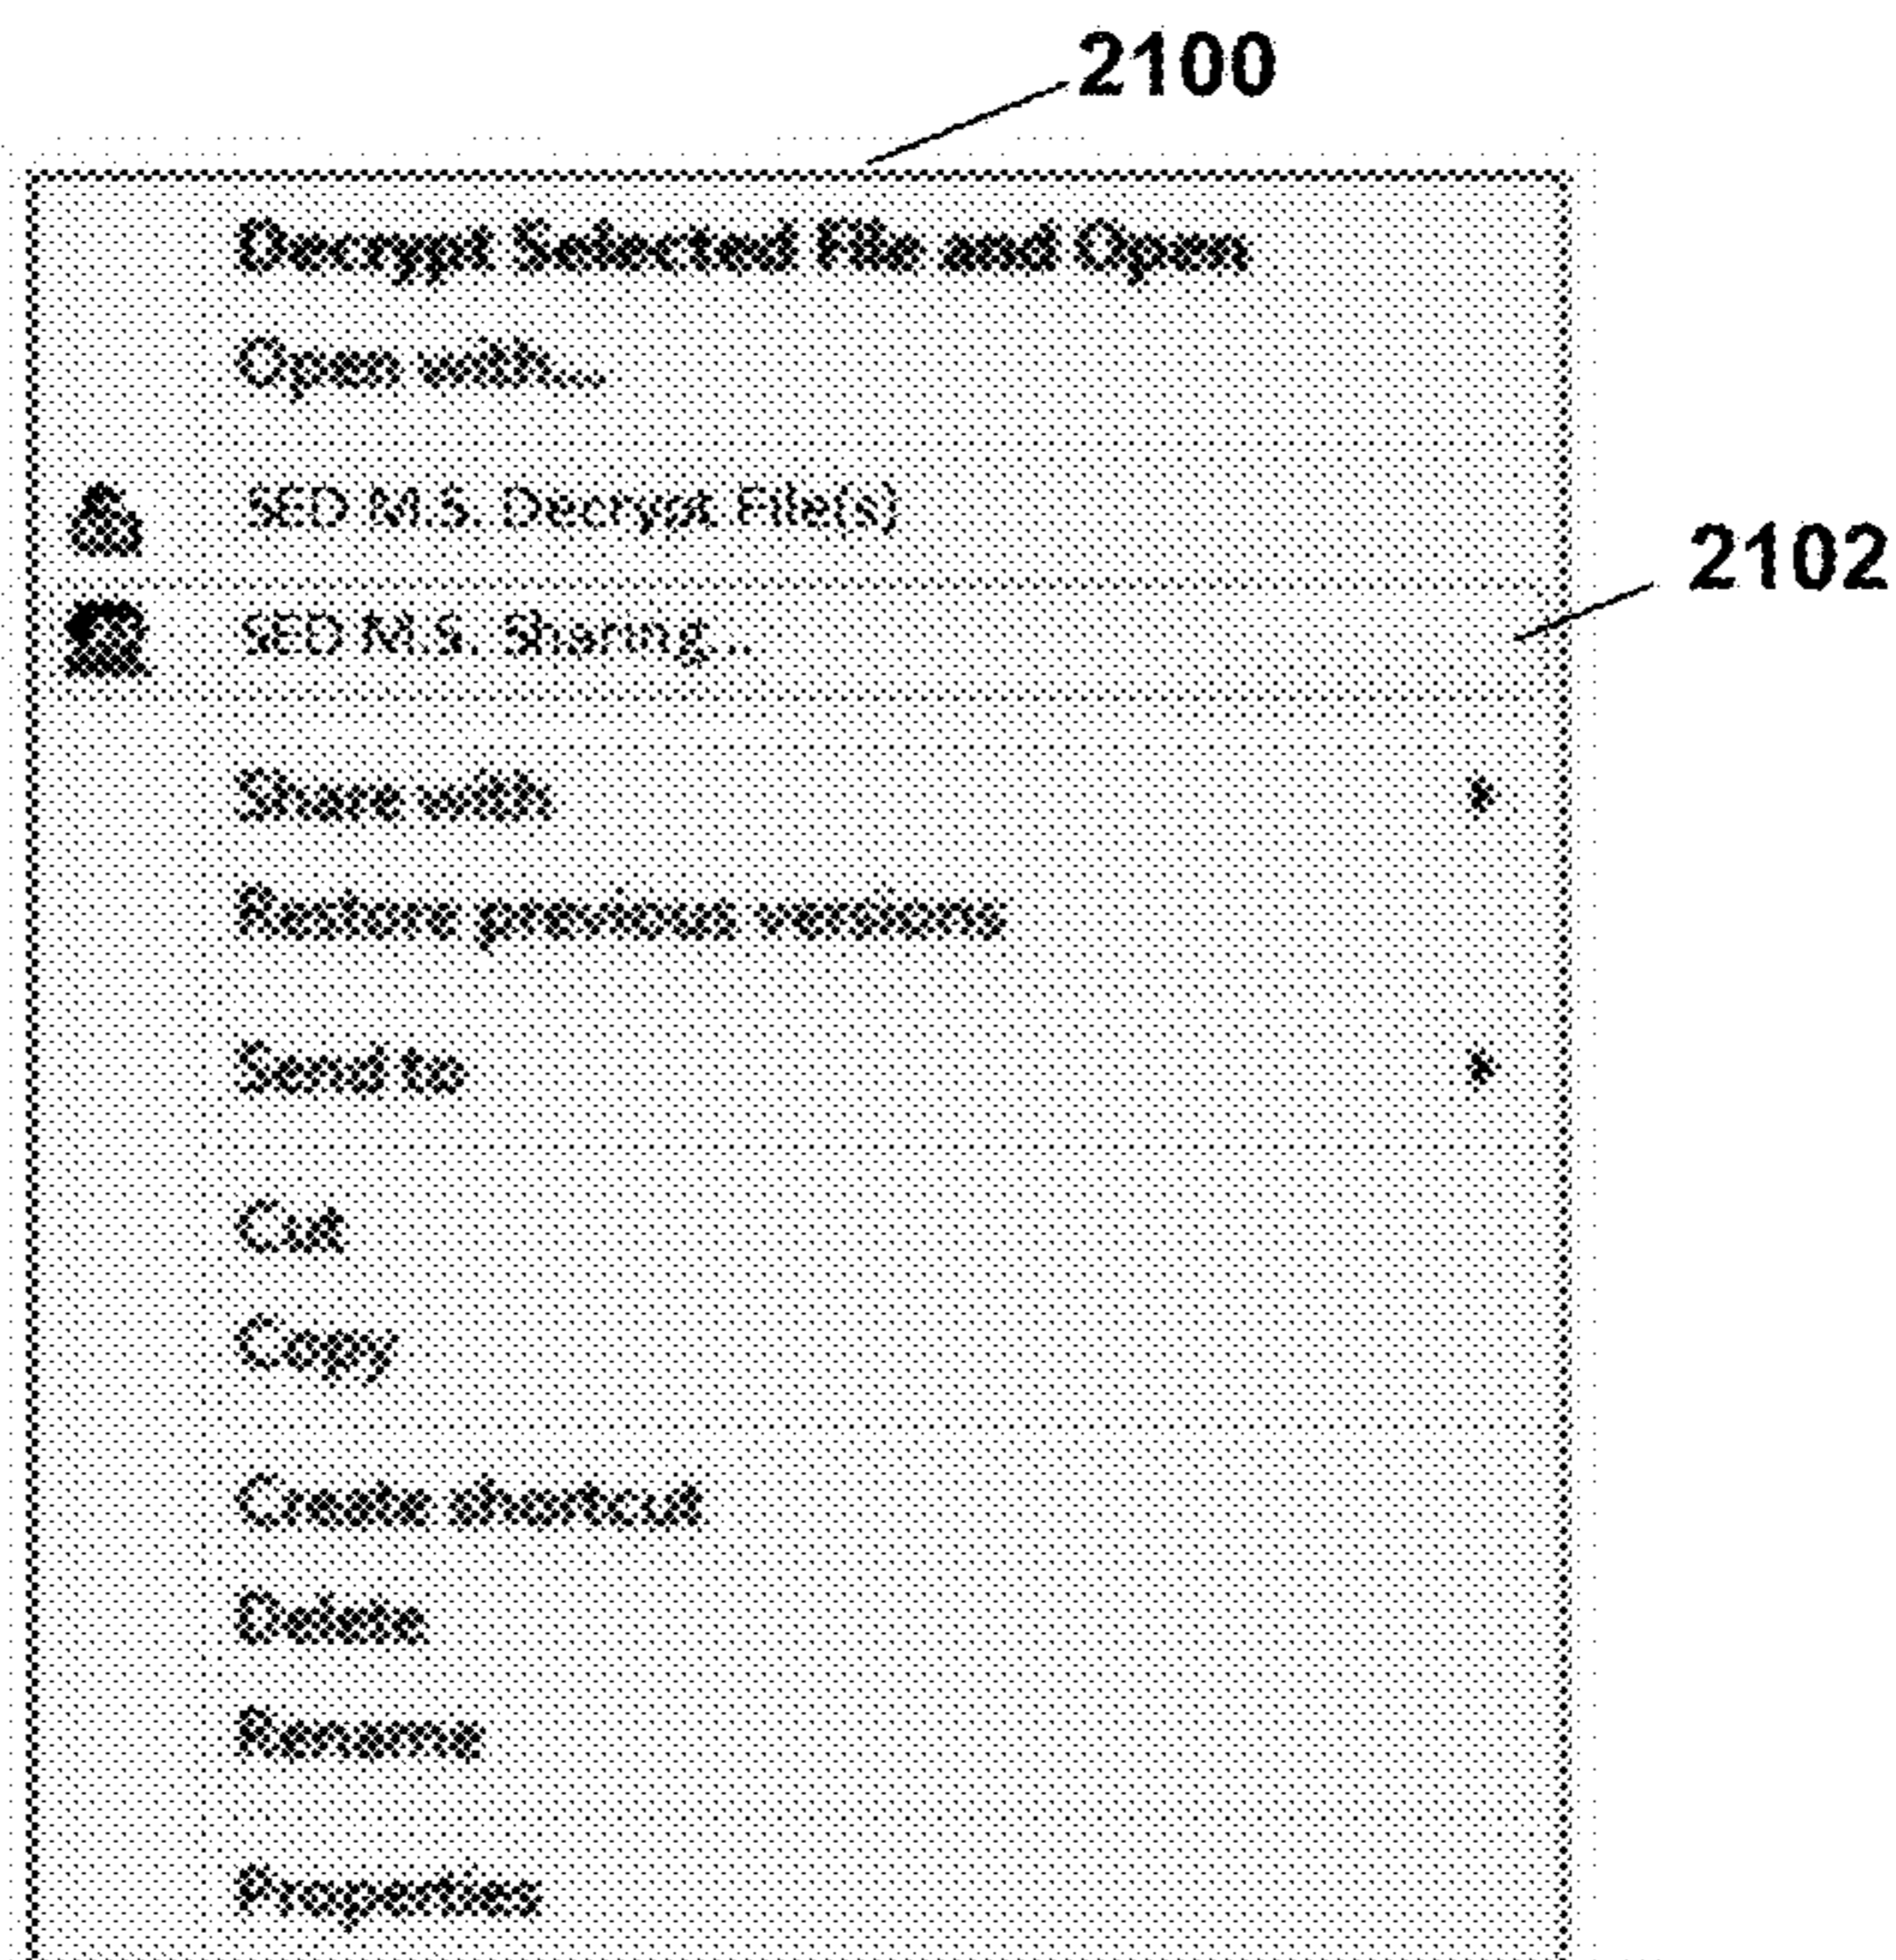 2100
Decrypt Selected File and Open
Open with...
SED M.S. Decrypt File(s)
2102
SED M.S. Sharing...
Share with
Restore previous versions
Send to
Cut
Copy
Create shortcut
Delete
Rename
Properties